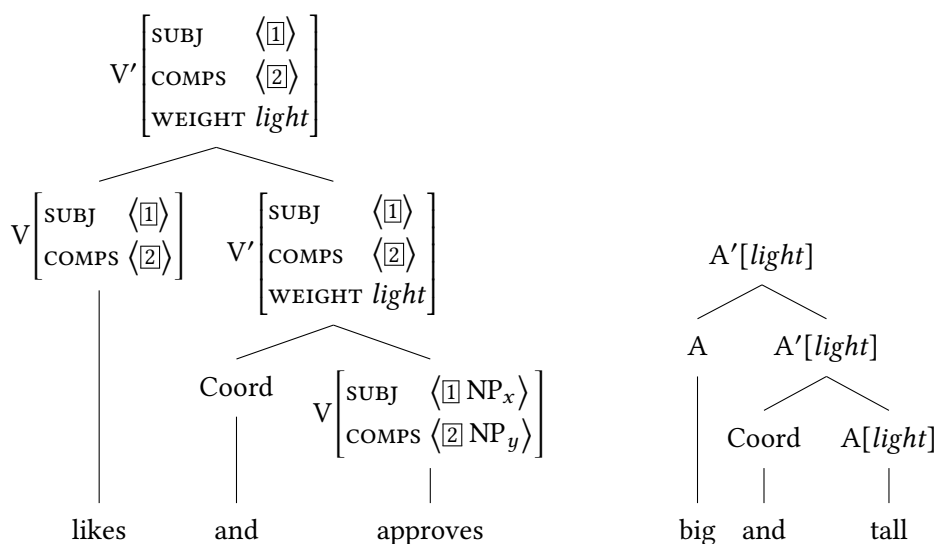 V′ [SUBJ ⟨[1]⟩
COMPS ⟨[2]⟩
WEIGHT light]
V [SUBJ ⟨[1]⟩
COMPS ⟨[2]⟩]
V′ [SUBJ ⟨[1]⟩
COMPS ⟨[2]⟩
WEIGHT light]
Coord
V [SUBJ ⟨[1] NPx⟩
COMPS ⟨[2] NPy⟩]
likes and approves
A′[light]
A A′[light]
Coord A[light]
big and tall